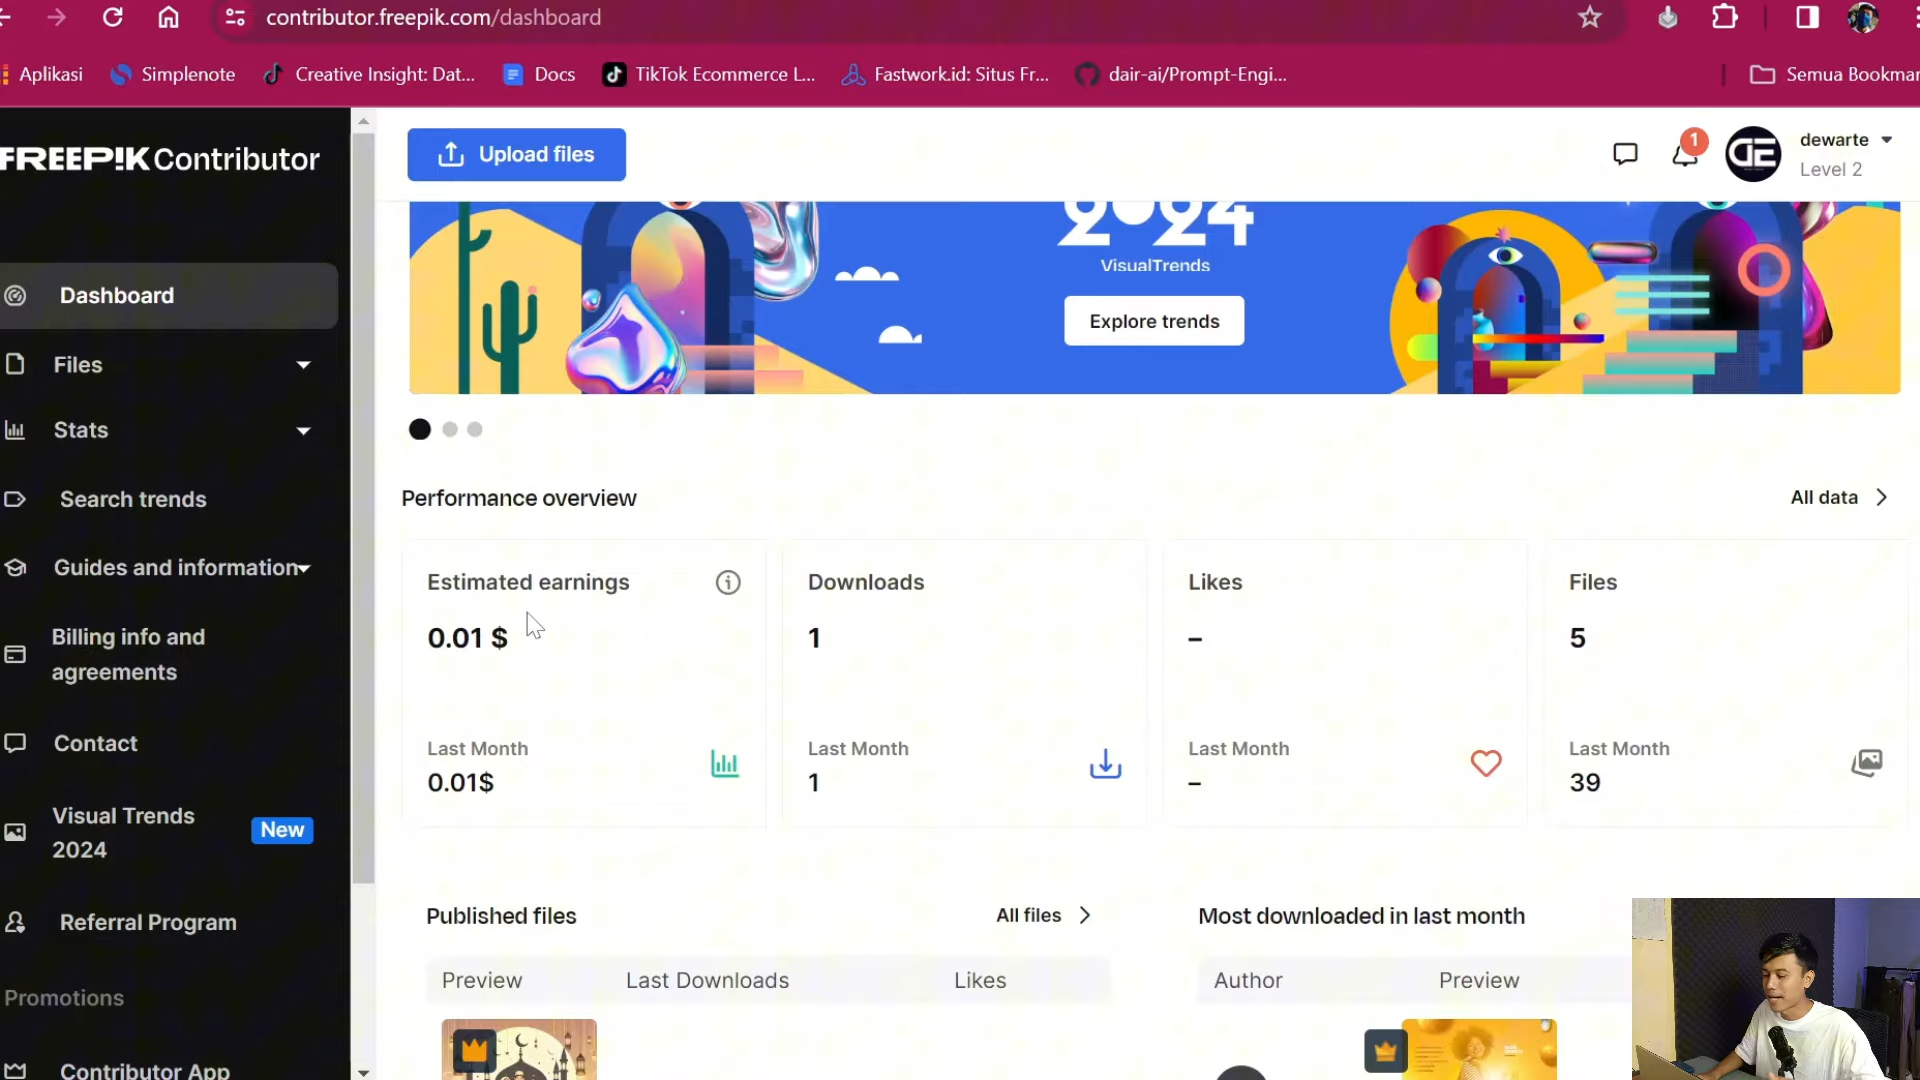 contributor.freepik.com/dashboard
Aplikasi
Simplenote
Creative Insight: Dat...
Docs
TikTok Ecommerce L...
Fastwork.id: Situs Fr...
dair-ai/Prompt-Engi...
Semua Bookmar
FREEP!K Contributor
Upload files
1
dewarte
Level 2
Dashboard
Files
Stats
Search trends
Guides and information
Billing info and
agreements
Contact
Visual Trends
2024
New
Referral Program
Promotions
Contributor App
2024
VisualTrends
Explore trends
Performance overview
All data
Estimated earnings
0.01 $
Last Month
0.01$
Downloads
1
Last Month
1
Likes
–
Last Month
–
Files
5
Last Month
39
Published files
All files
Preview
Last Downloads
Likes
Most downloaded in last month
Author
Preview